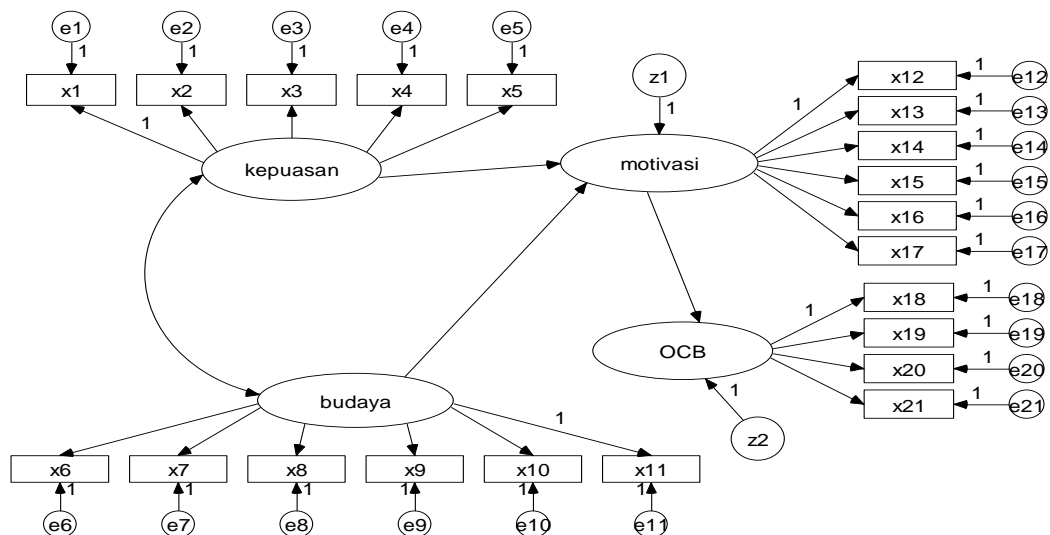 e1 e2 e3 e4 e5
1 1 1 1 1
x1 x2 x3 x4 x5
1
kepuasan
z1
1
motivasi
1
x12 1 e12
x13 1 e13
x14 1 e14
x15 1 e15
x16 1 e16
x17 1 e17
OCB
1
z2
1
x18 1 e18
x19 1 e19
x20 1 e20
x21 1 e21
budaya
1
x6 x7 x8 x9 x10 x11
1 1 1 1 1 1
e6 e7 e8 e9 e10 e11